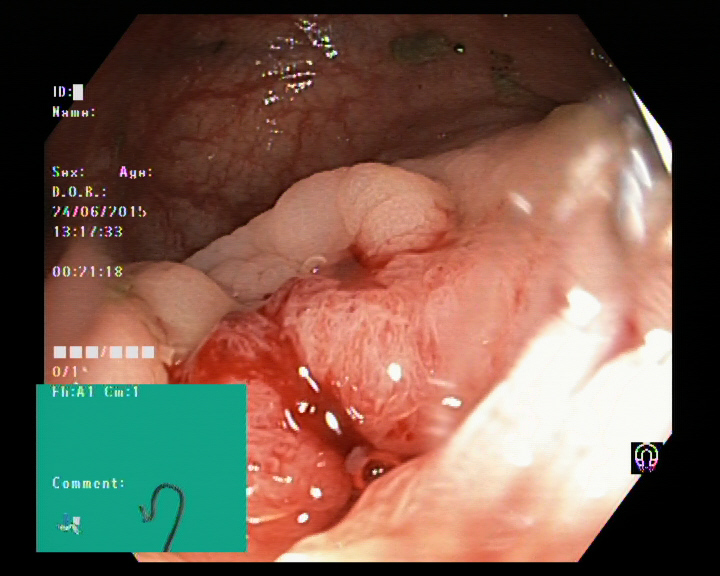 ID:
Name:
Sex: Age:
D.O.B.:
24/06/2015
13:17:33
00:21:18
0/1
Ph:A1 Cm:1
Comment: